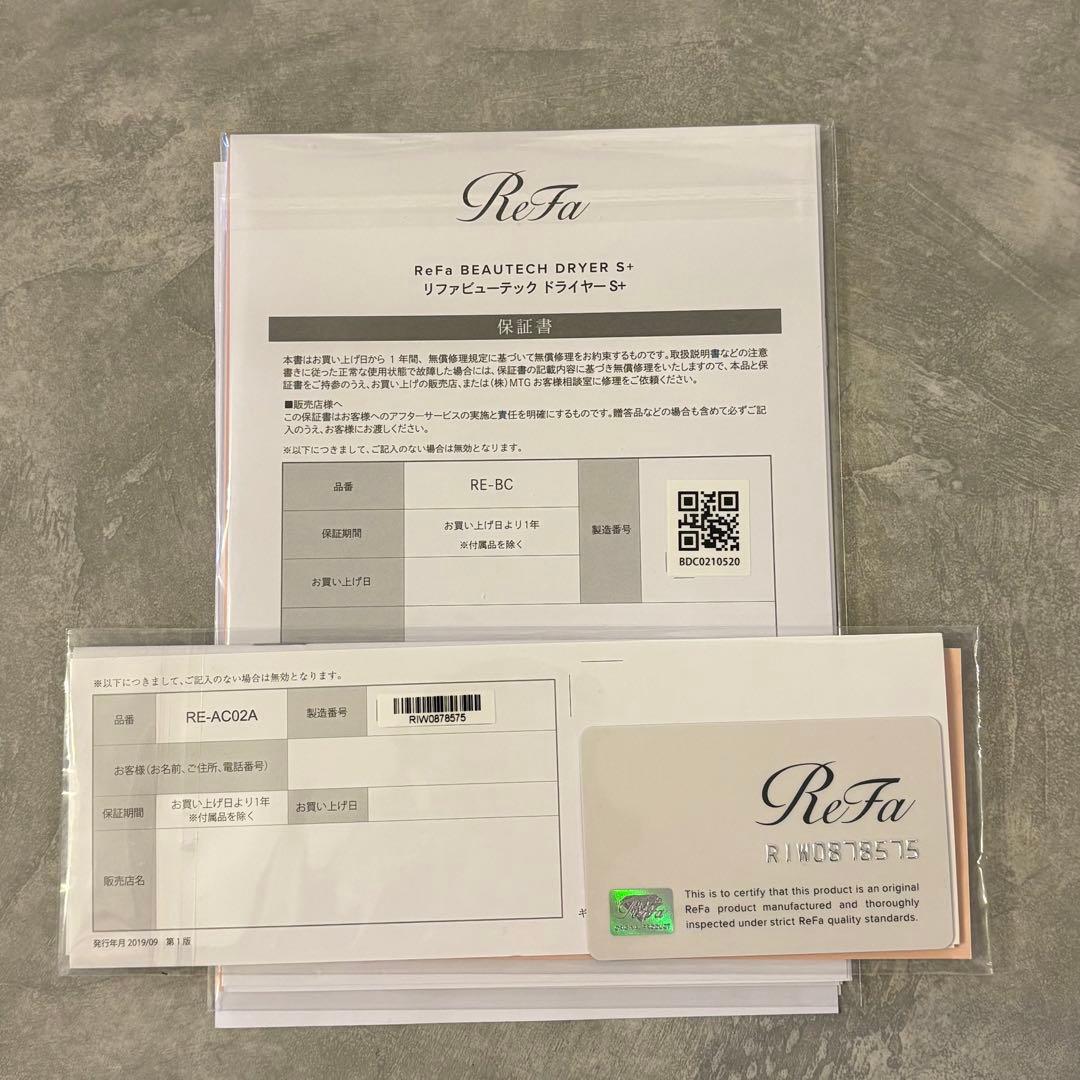 ReFa
ReFa BEAUTECH DRYER S+
リファビューテック ドライヤー S+
保証書
本書はお買い上げ日から 1 年間、無償修理規定に基づいて無償修理をお約束するものです。取扱説明書などの注意
書きに従った正常な使用状態で故障した場合には、保証書の記載内容に基づき無償修理をいたしますので、本品と保
証書をご持参のうえ、お買い上げの販売店、または(株)MTG お客様相談室に修理をご依頼ください。
■販売店様へ
この保証書はお客様へのアフターサービスの実施と責任を明確にするものです。贈答品などの場合も含めて必ずご記
入のうえ、お客様にお渡しください。
※以下につきまして、ご記入のない場合は無効となります。
品番
RE-BC
保証期間
お買い上げ日より1年
※付属品を除く
製造番号
BDC0210520
お買い上げ日
※以下につきまして、ご記入のない場合は無効となります。
品番
RE-AC02A
製造番号
RIW0878575
お客様(お名前、ご住所、電話番号)
保証期間
お買い上げ日より1年
※付属品を除く
お買い上げ日
販売店名
発行年月 2019/09 第1版
ReFa
RIW0878575
ReFa
This is to certify that this product is an original
ReFa product manufactured and thoroughly
inspected under strict ReFa quality standards.